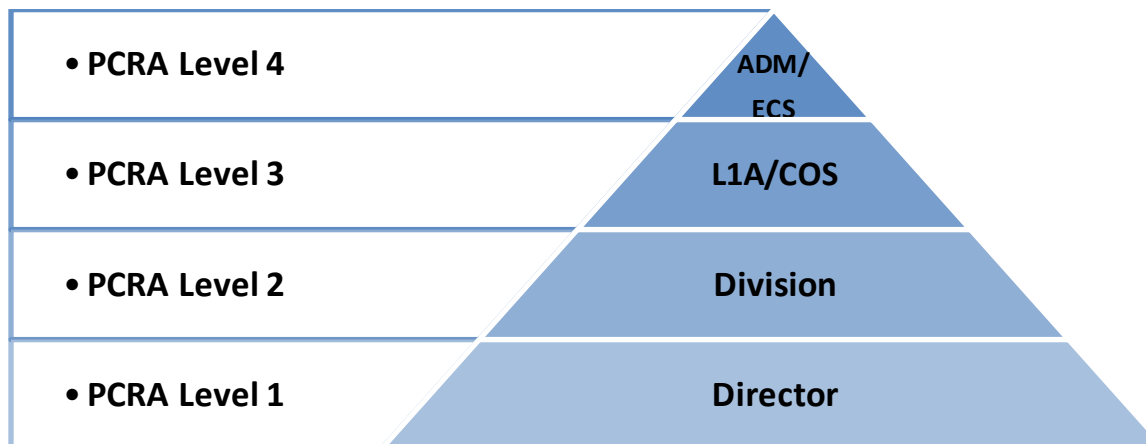 • PCRA Level 4
ADM/
ECS
• PCRA Level 3
L1A/COS
• PCRA Level 2
Division
• PCRA Level 1
Director